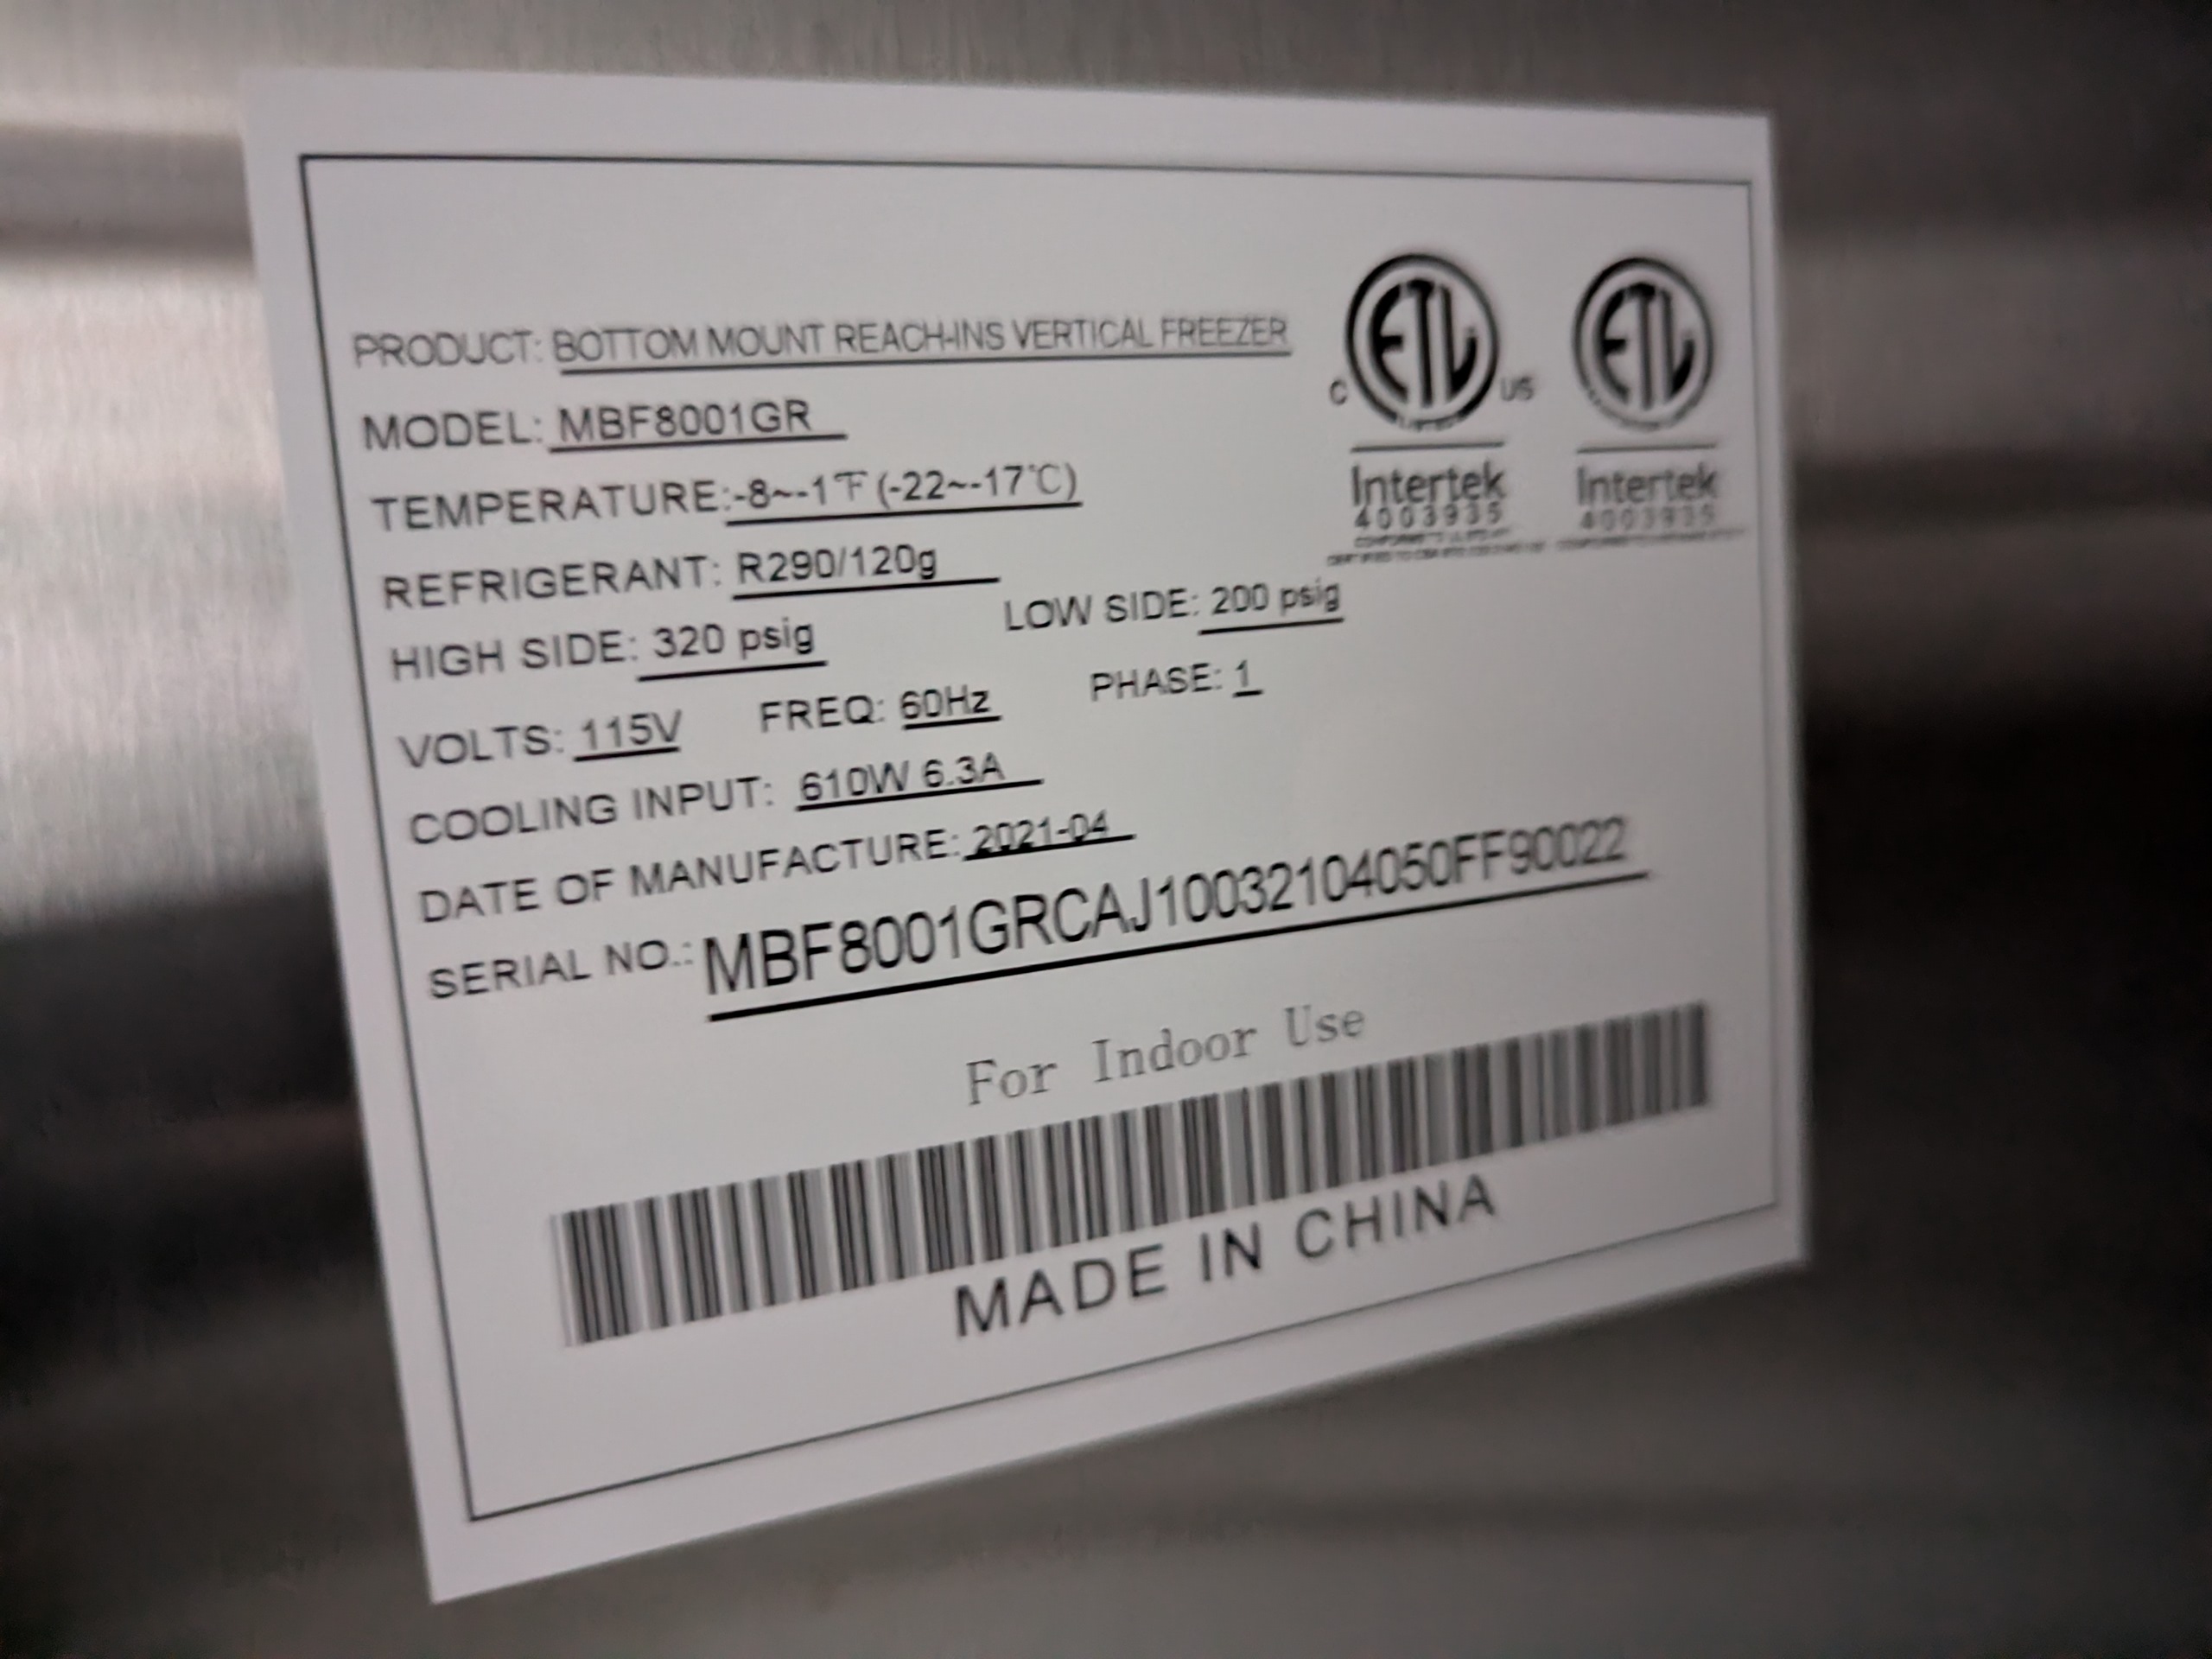 PRODUCT: BOTTOM MOUNT REACH-INS VERTICAL FREEZER
MODEL: MBF8001GR
TEMPERATURE:-8~-1℉(-22~-17℃)
REFRIGERANT: R290/120g
HIGH SIDE: 320 psig LOW SIDE: 200 psig
VOLTS: 115V FREQ: 60Hz PHASE: 1
COOLING INPUT: 610W 6.3A
DATE OF MANUFACTURE: 2021-04
SERIAL NO.: MBF8001GRCAJ10032104050FF90022
For Indoor Use
MADE IN CHINA
C ETL US
LISTED
Intertek
4003935
ETL
Intertek
4003935